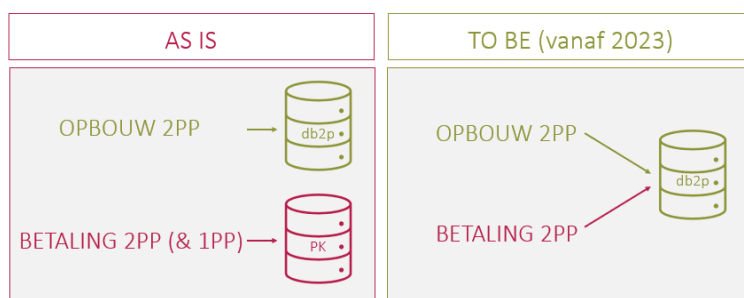 AS IS
OPBOUW 2PP
db2p
BETALING 2PP (& 1PP)
PK
TO BE (vanaf 2023)
OPBOUW 2PP
db2p
BETALING 2PP